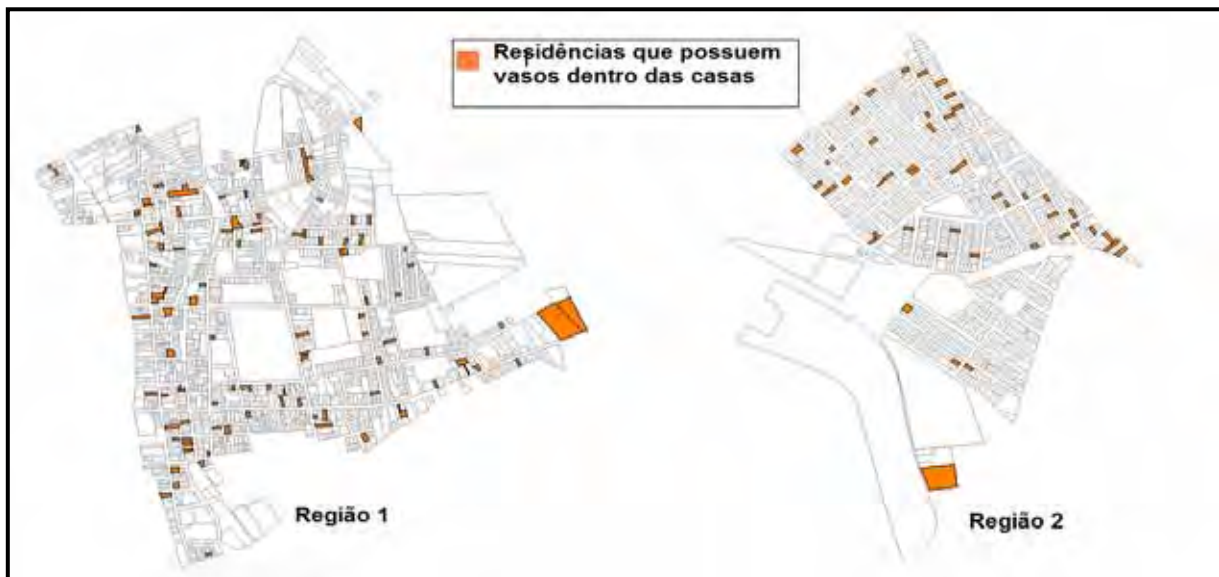 Residências que possuem
vasos dentro das casas
Região 1
Região 2